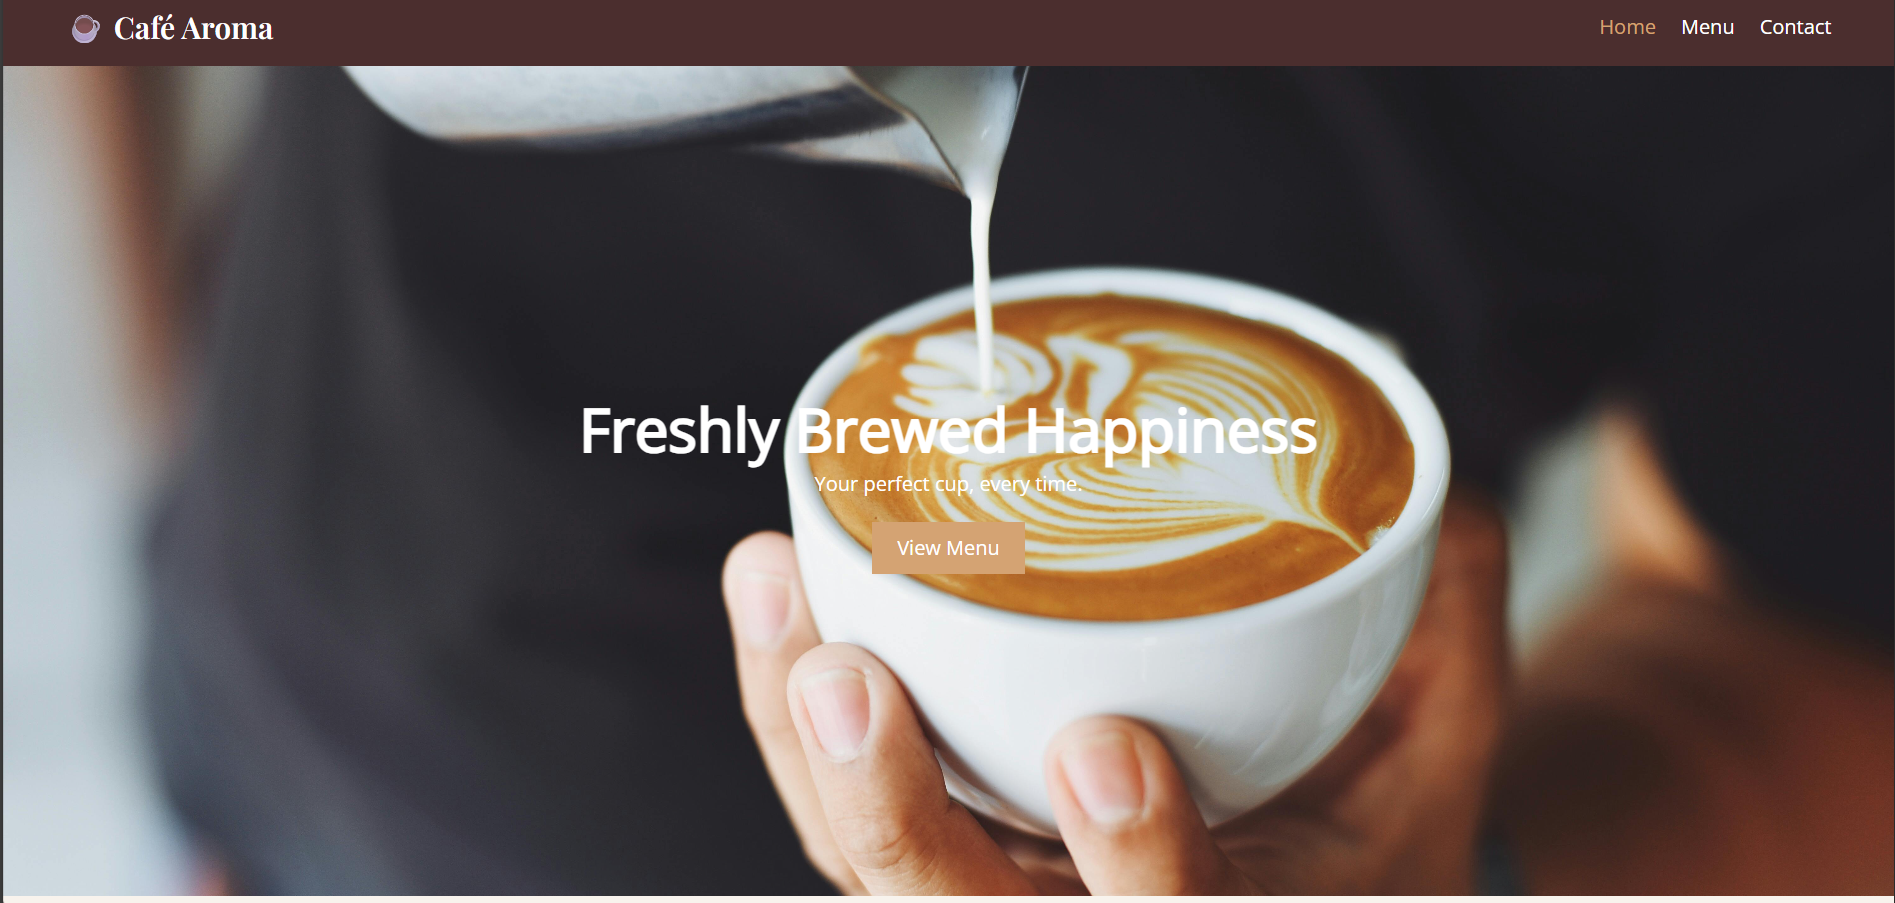 Café Aroma
Home Menu Contact
Freshly Brewed Happiness
Your perfect cup, every time.
View Menu